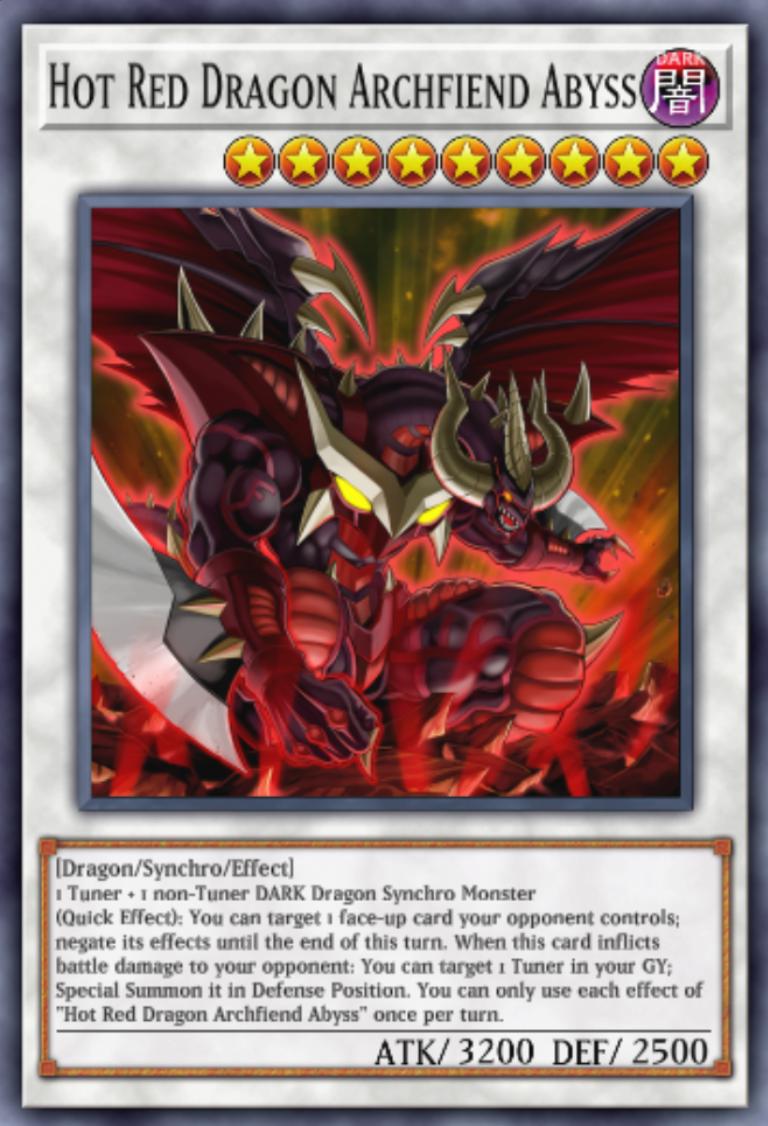 HOT RED DRAGON ARCHFIEND ABYSS
DARK
闇
[Dragon/Synchro/Effect]
1 Tuner + 1 non-Tuner DARK Dragon Synchro Monster
(Quick Effect): You can target 1 face-up card your opponent controls;
negate its effects until the end of this turn. When this card inflicts
battle damage to your opponent: You can target 1 Tuner in your GY;
Special Summon it in Defense Position. You can only use each effect of
"Hot Red Dragon Archfiend Abyss" once per turn.
ATK/ 3200 DEF/ 2500